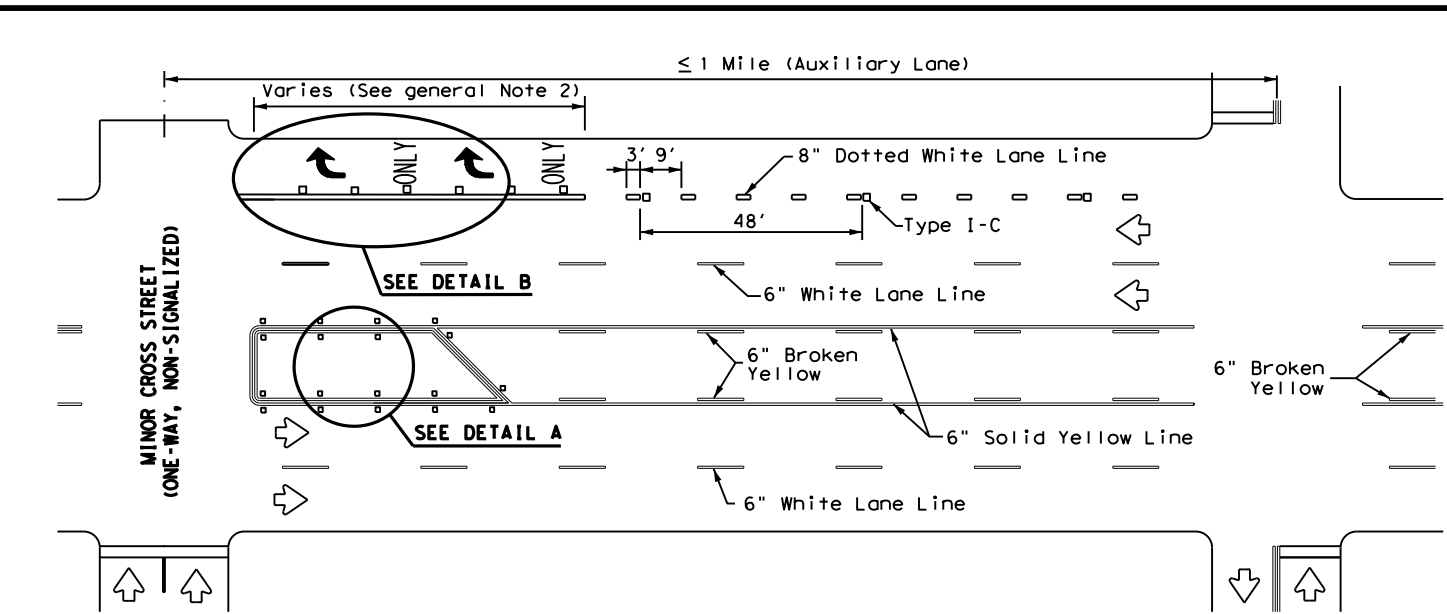 ≤ 1 Mile (Auxiliary Lane)
Varies (See general Note 2)
ONLY
ONLY
3' 9'
8" Dotted White Lane Line
48'
Type I-C
SEE DETAIL B
6" White Lane Line
MINOR CROSS STREET
(ONE-WAY, NON-SIGNALIZED)
6" Broken
Yellow
6" Broken
Yellow
SEE DETAIL A
6" Solid Yellow Line
6" White Lane Line